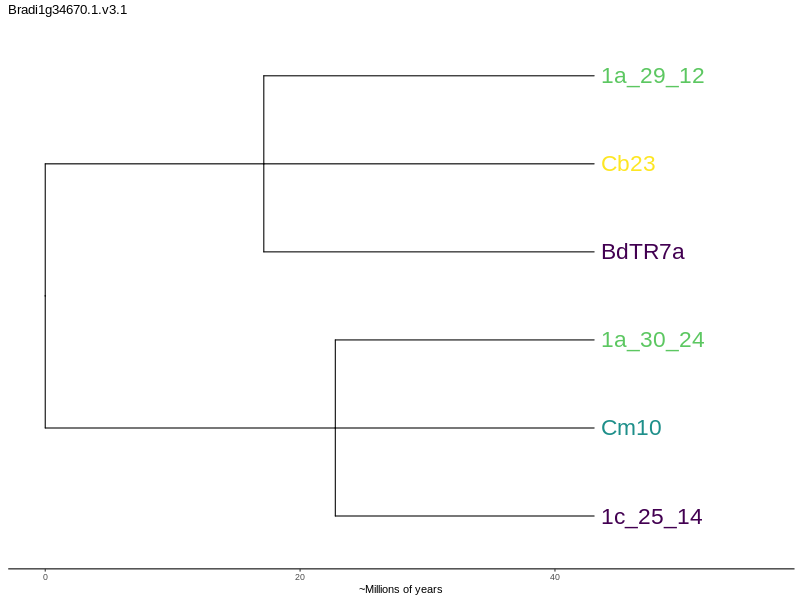 Bradi1g34670.1.v3.1
1a_29_12
Cb23
BdTR7a
1a_30_24
Cm10
1c_25_14
0 20 40
~Millions of years